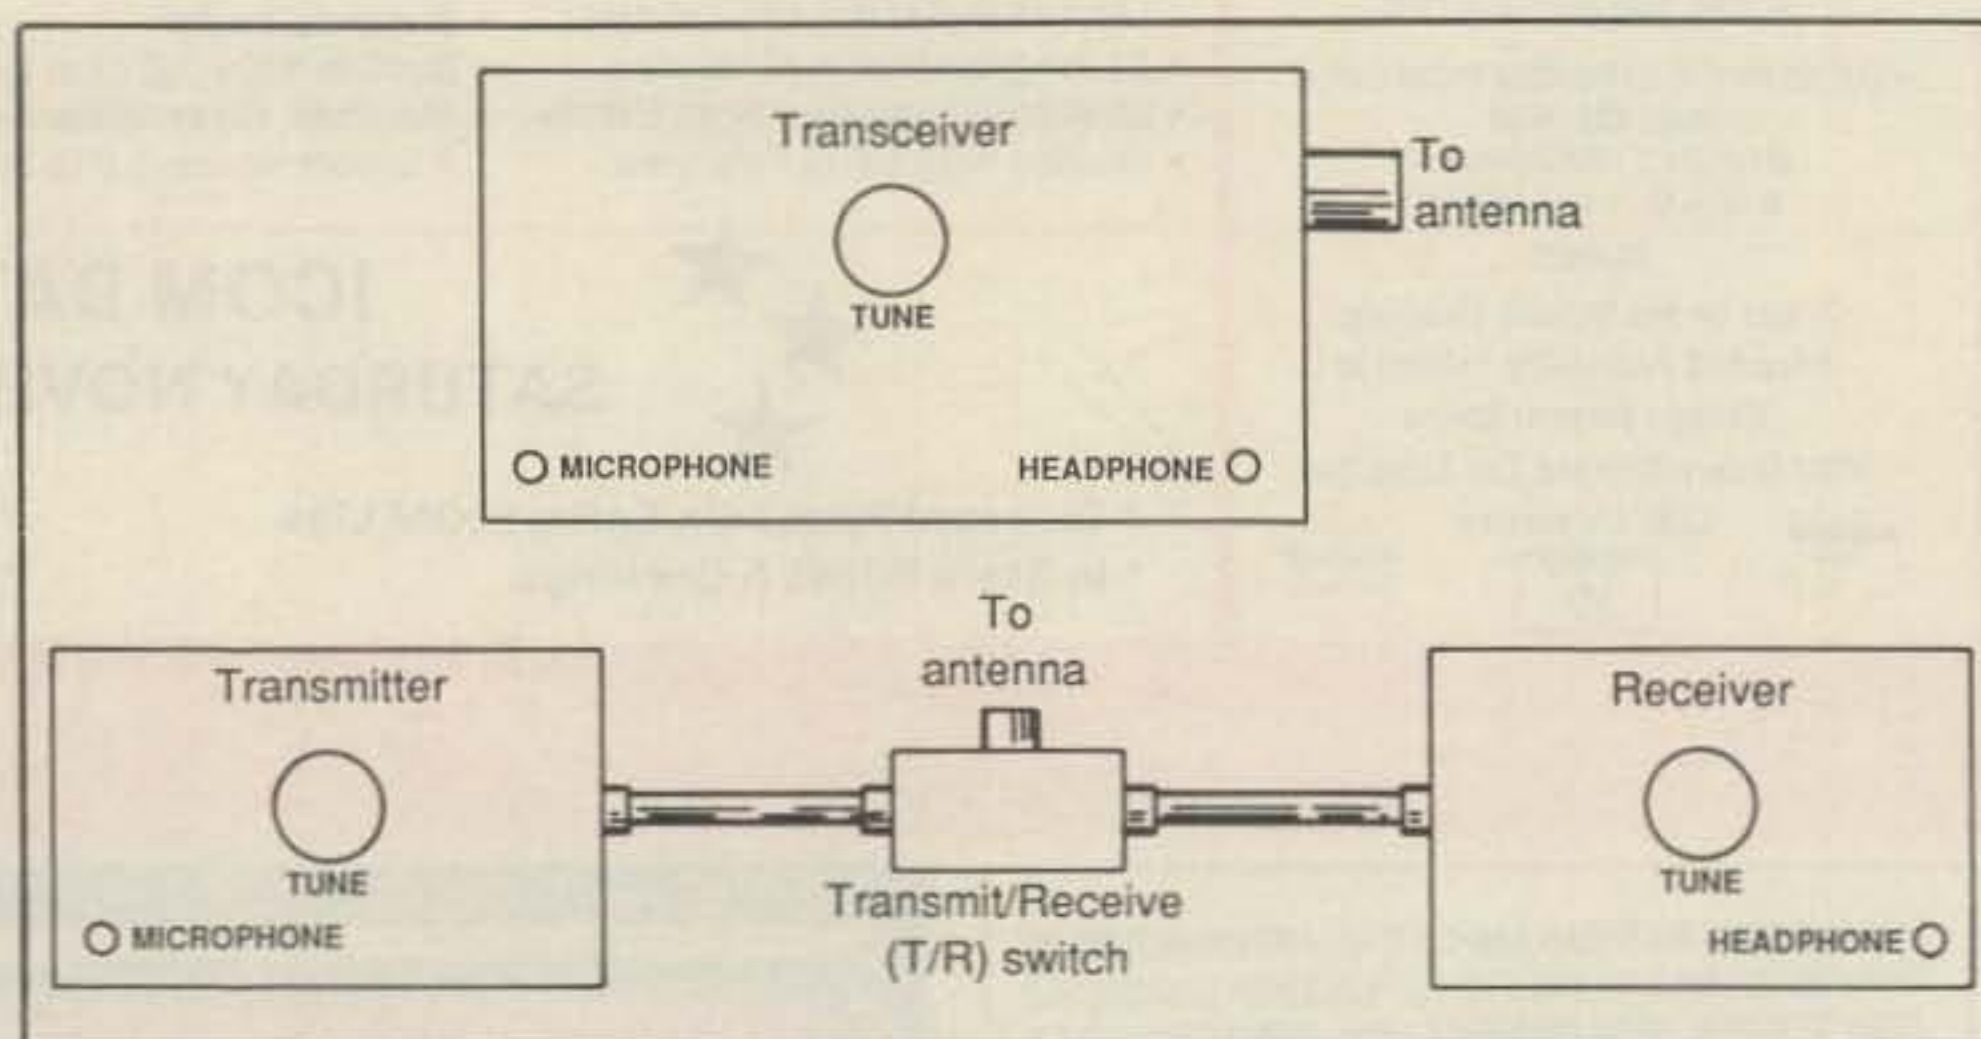 Transceiver
To
antenna
TUNE
MICROPHONE
HEADPHONE
To
antenna
Transmitter
Receiver
TUNE
TUNE
Transmit/Receive
(T/R) switch
MICROPHONE
HEADPHONE